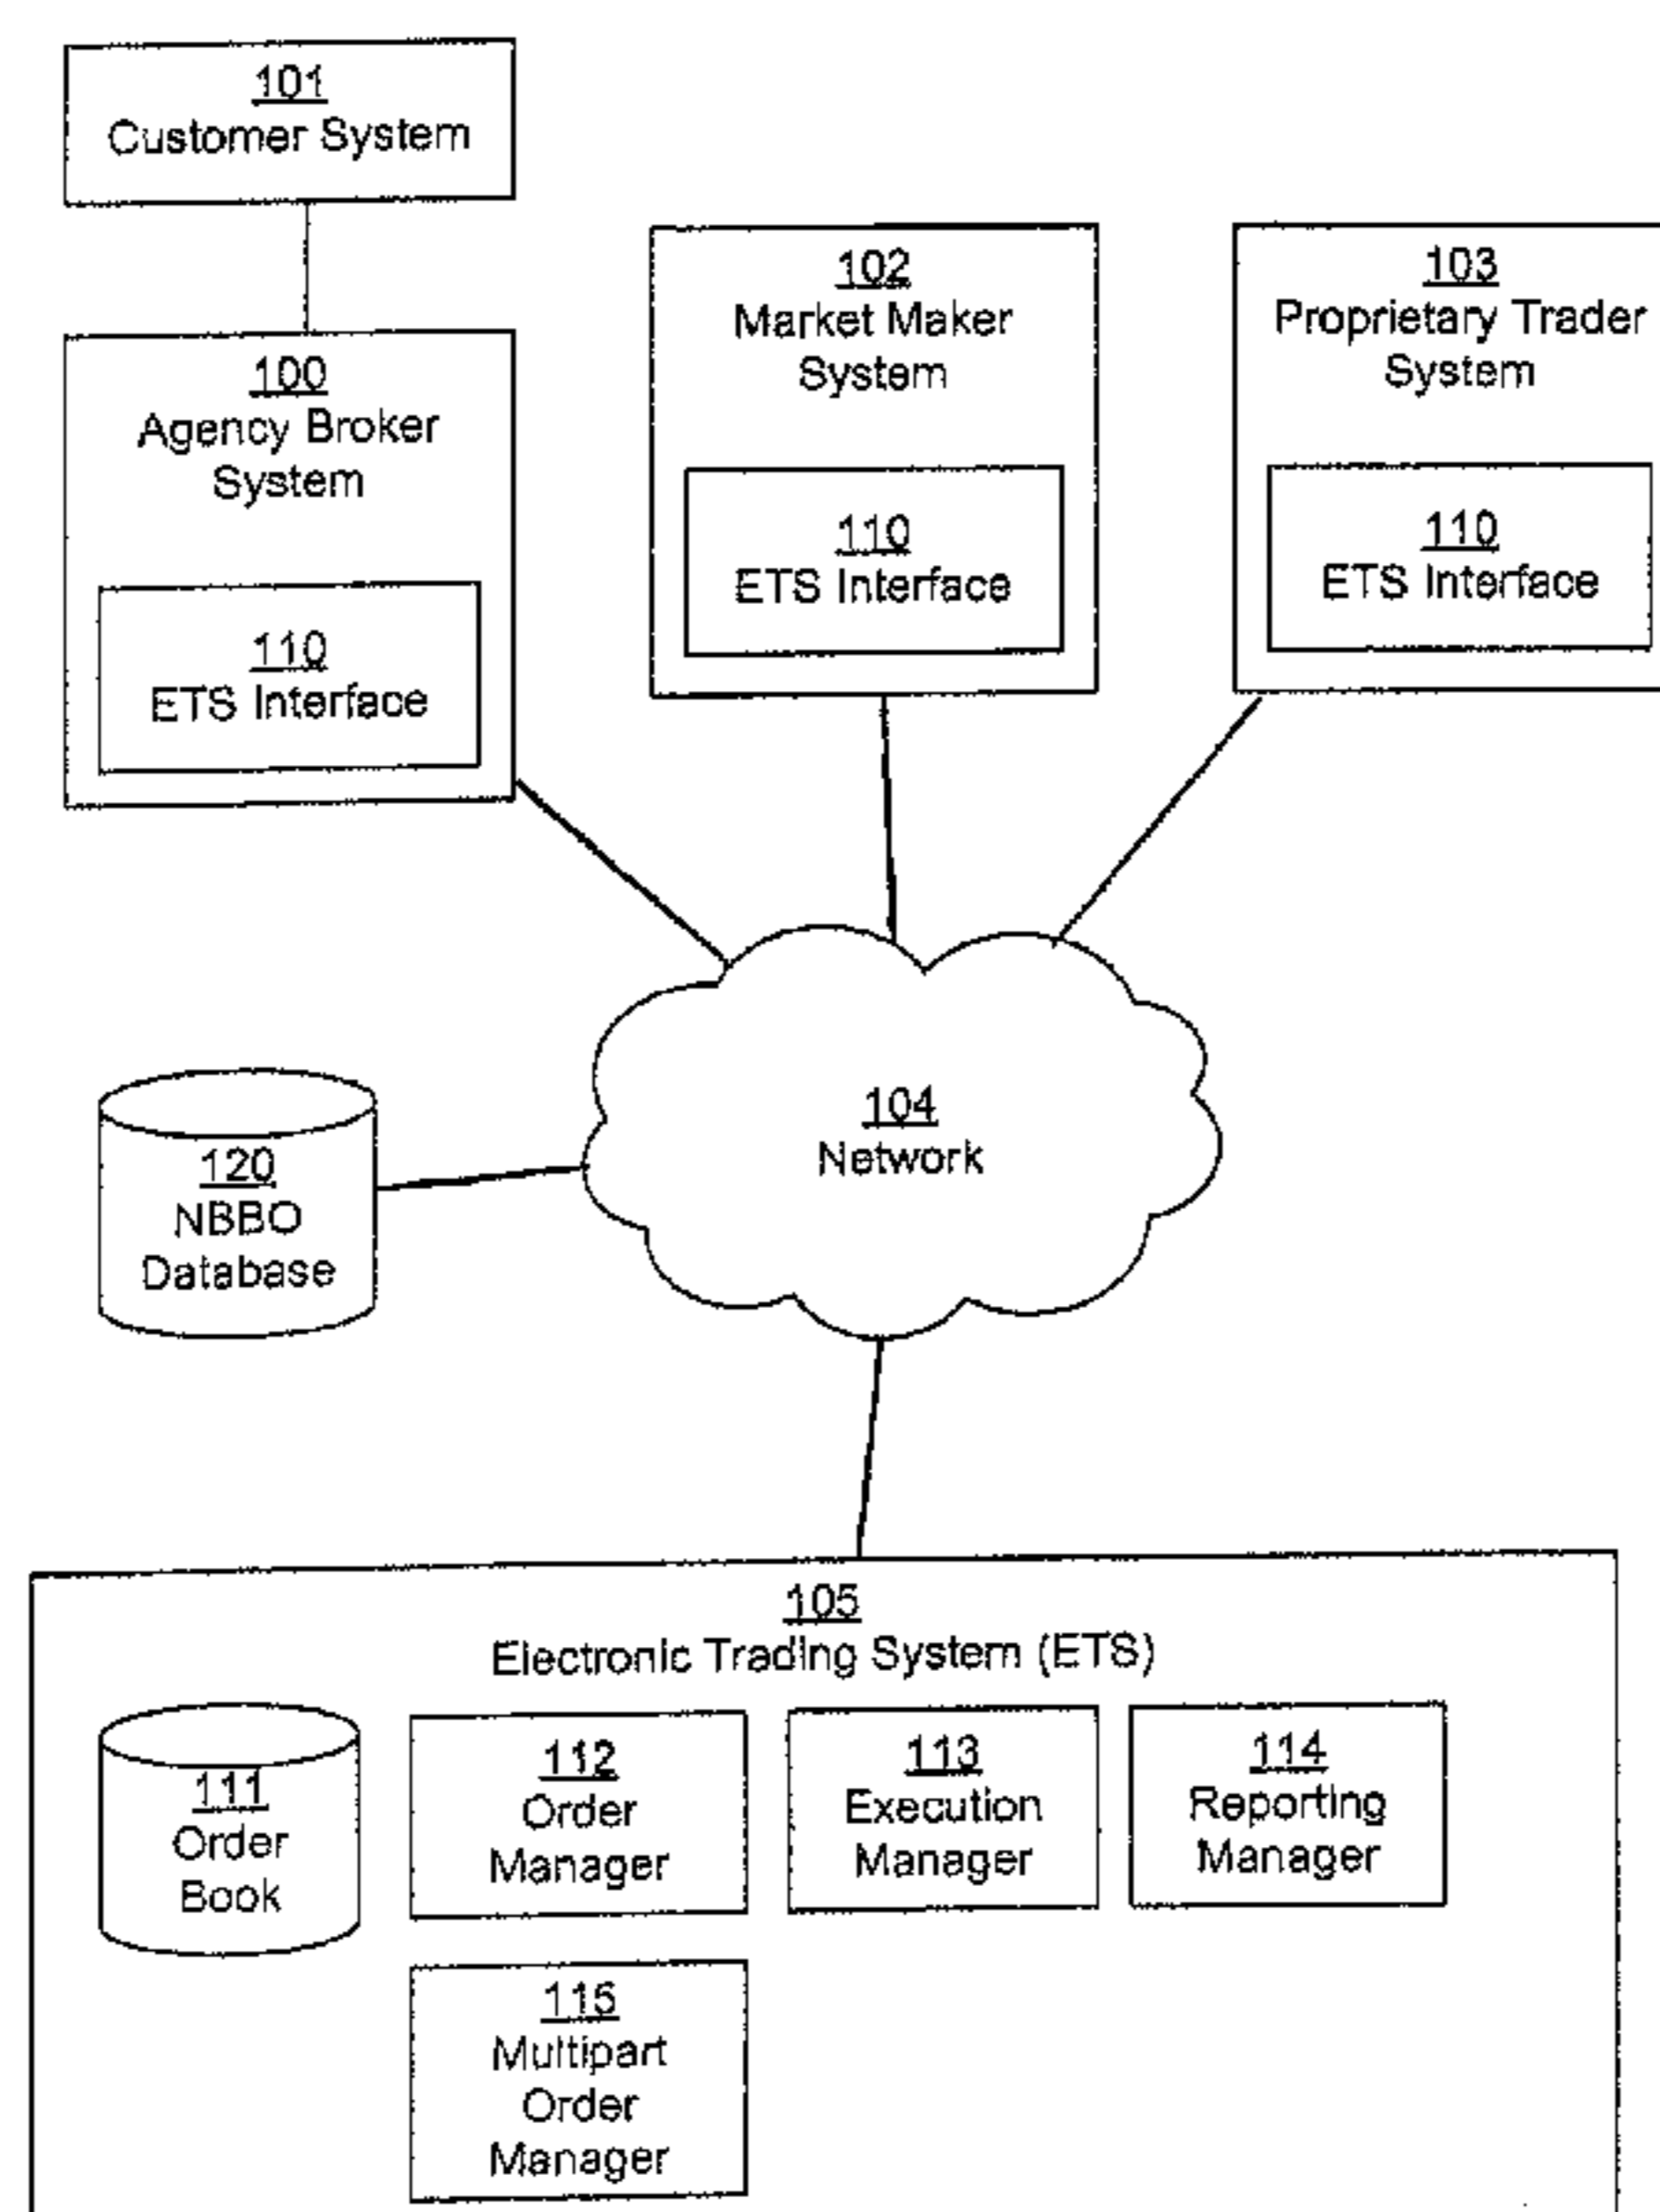 101
Customer System
100
Agency Broker
System
110
ETS Interface
102
Market Maker
System
110
ETS Interface
103
Proprietary Trader
System
110
ETS Interface
104
Network
120
NBBO
Database
105
Electronic Trading System (ETS)
111
Order
Book
112
Order
Manager
113
Execution
Manager
114
Reporting
Manager
115
Multipart
Order
Manager